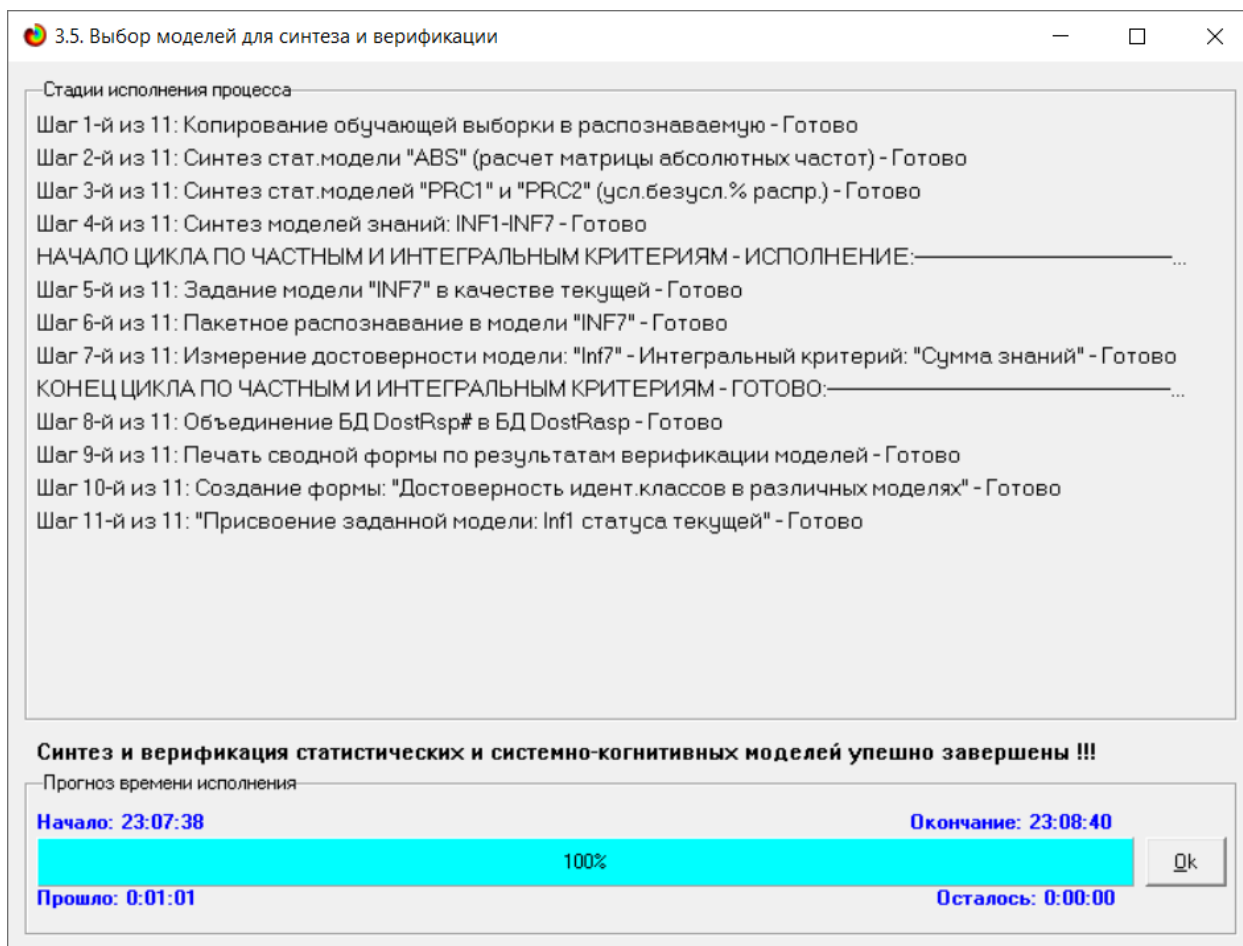 3.5. Выбор моделей для синтеза и верификации
Стадии исполнения процесса
Шаг 1-й из 11: Копирование обучающей выборки в распознаваемую - Готово
Шаг 2-й из 11: Синтез стат.модели "ABS" (расчет матрицы абсолютных частот) - Готово
Шаг 3-й из 11: Синтез стат.моделей "PRC1" и "PRC2" (усл.безусл.% распр.) - Готово
Шаг 4-й из 11: Синтез моделей знаний: INF1-INF7 - Готово
НАЧАЛО ЦИКЛА ПО ЧАСТНЫМ И ИНТЕГРАЛЬНЫМ КРИТЕРИЯМ - ИСПОЛНЕНИЕ:————————————...
Шаг 5-й из 11: Задание модели "INF7" в качестве текущей - Готово
Шаг 6-й из 11: Пакетное распознавание в модели "INF7" - Готово
Шаг 7-й из 11: Измерение достоверности модели: "Inf7" - Интегральный критерий: "Сумма знаний" - Готово
КОНЕЦ ЦИКЛА ПО ЧАСТНЫМ И ИНТЕГРАЛЬНЫМ КРИТЕРИЯМ - ГОТОВО:————————————...
Шаг 8-й из 11: Объединение БД DostRsp# в БД DostRasp - Готово
Шаг 9-й из 11: Печать сводной формы по результатам верификации моделей - Готово
Шаг 10-й из 11: Создание формы: "Достоверность идент.классов в различных моделях" - Готово
Шаг 11-й из 11: "Присвоение заданной модели: Inf1 статуса текущей" - Готово
Синтез и верификация статистических и системно-когнитивных моделей упешно завершены !!!
Прогноз времени исполнения
Начало: 23:07:38 Окончание: 23:08:40
100% Ok
Прошло: 0:01:01 Осталось: 0:00:00